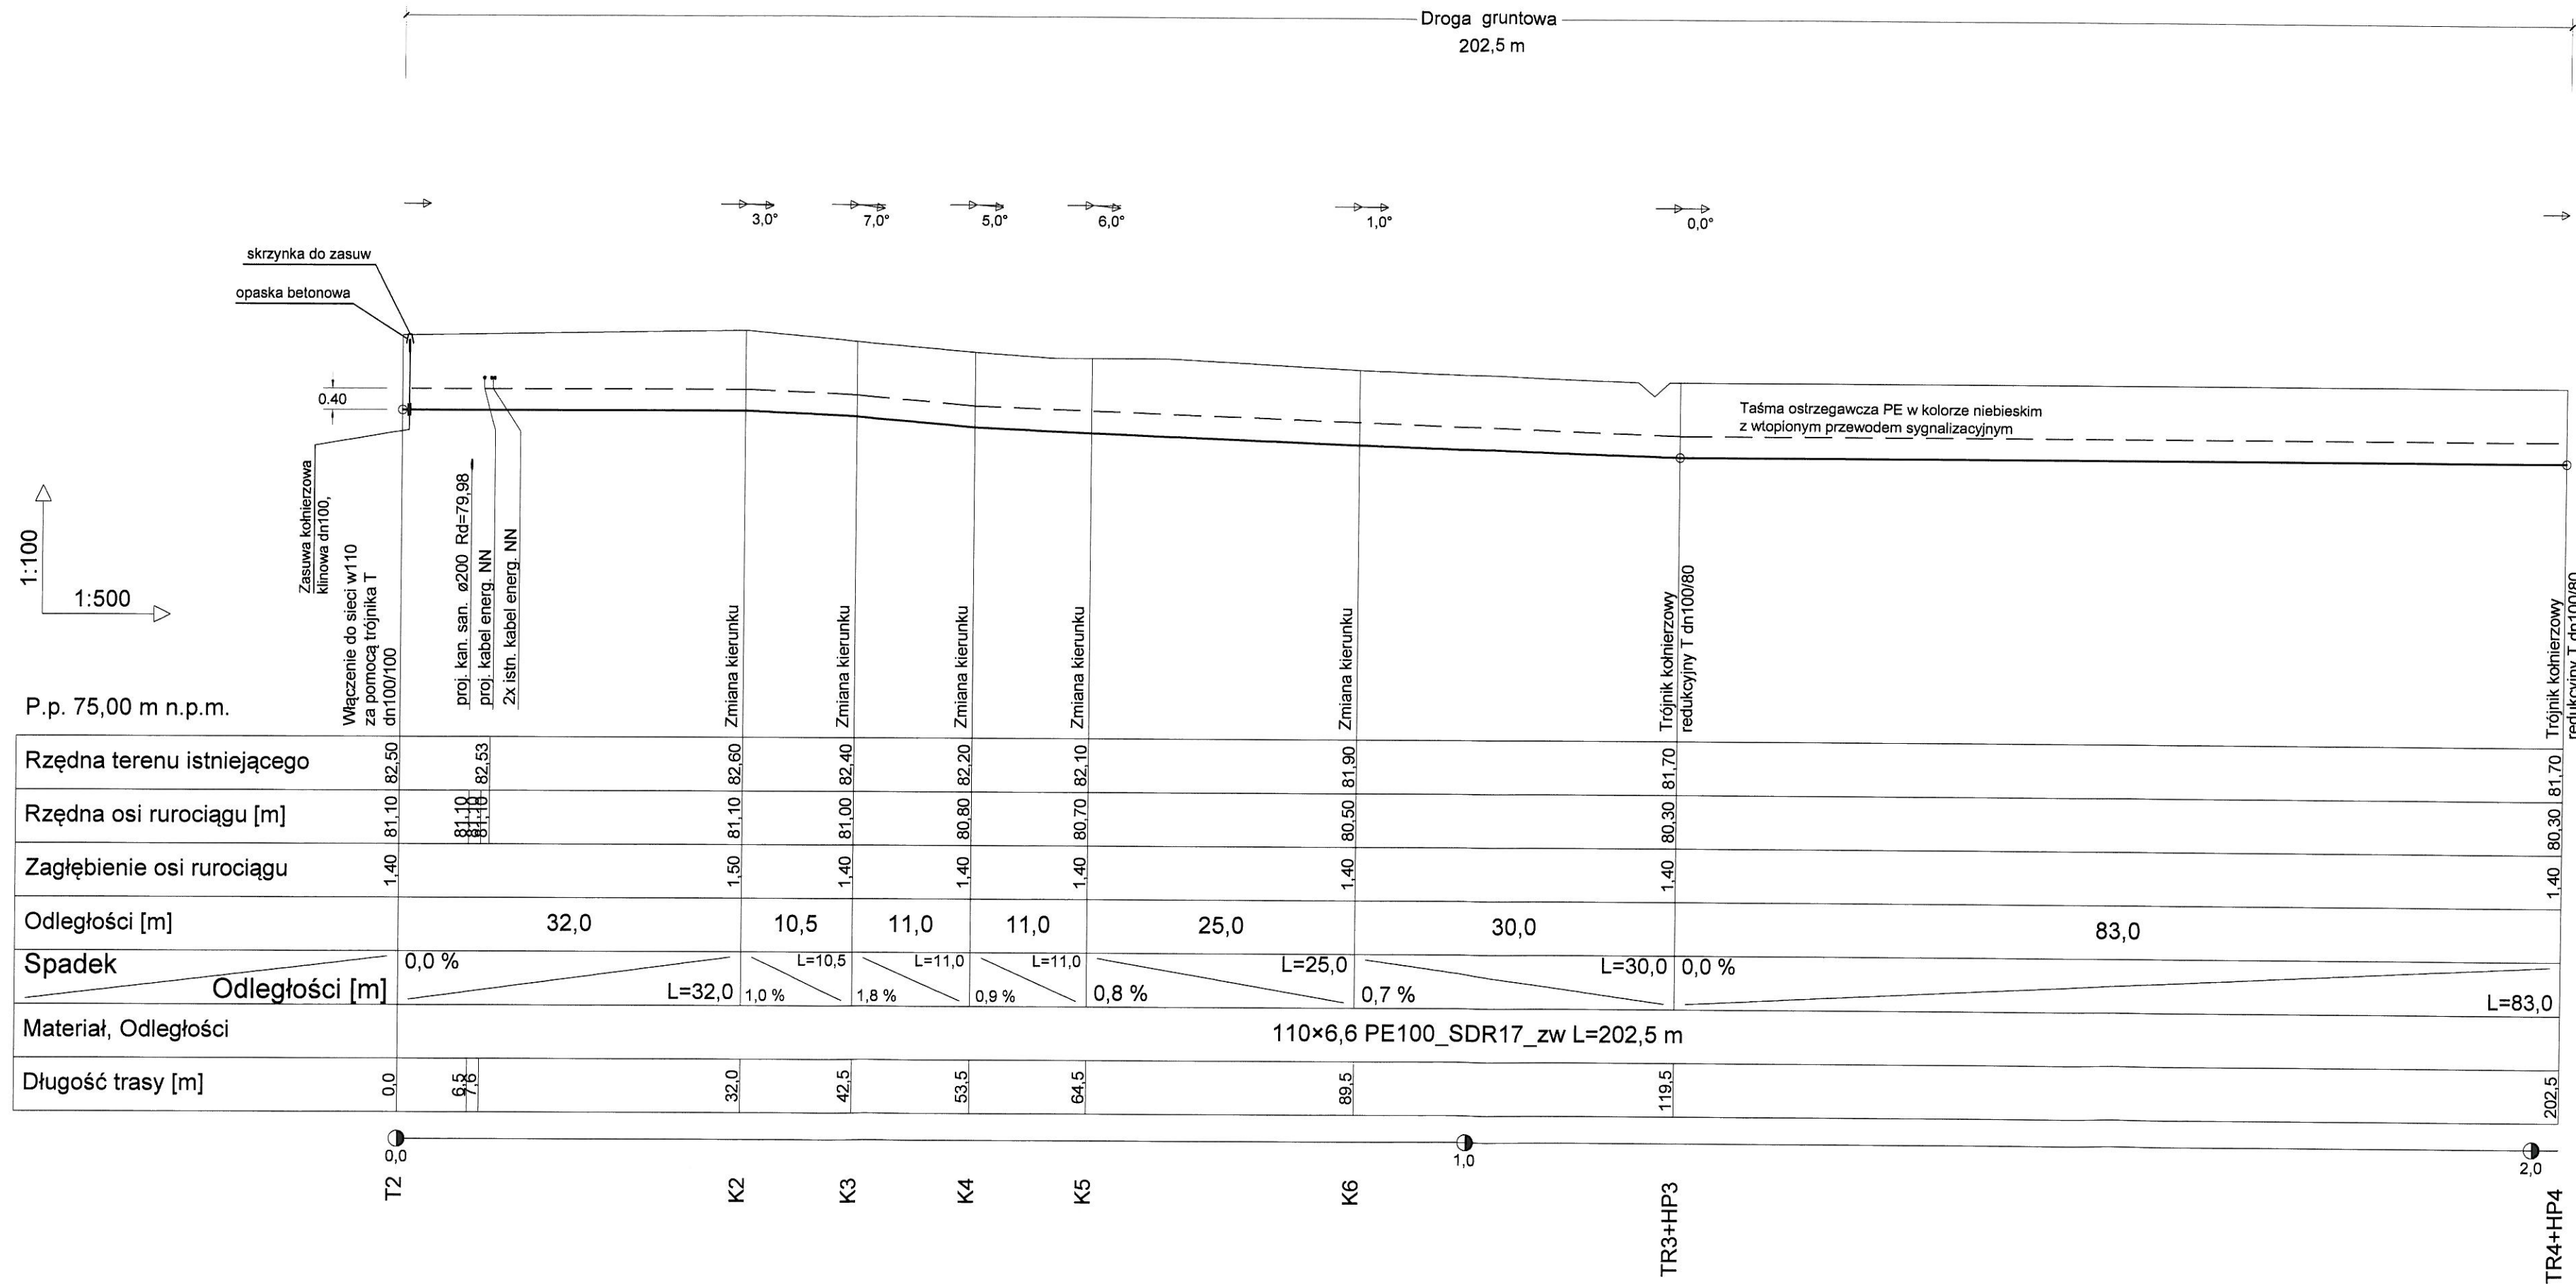 Droga gruntowa
202,5 m
3,0°
7,0°
5,0°
6,0°
1,0°
0,0°
skrzynka do zasuw
opaska betonowa
0.40
Taśma ostrzegawcza PE w kolorze niebieskim
z wtopionym przewodem sygnalizacyjnym
1:100
1:500
Zasuwa kołnierzowa
klinowa dn100,
Włączenie do sieci w110
za pomocą trójnika T
dn100/100
proj. kan. san. ø200 Rd=79,98
proj. kabel energ. NN
2x istn. kabel energ. NN
Zmiana kierunku
Zmiana kierunku
Zmiana kierunku
Zmiana kierunku
Zmiana kierunku
Trójnik kołnierzowy
redukcyjny T dn100/80
Trójnik kołnierzowy
redukcyjny T dn100/80
P.p. 75,00 m n.p.m.
Rzędna terenu istniejącego 82,50 82,53 82,60 82,40 82,20 82,10 81,90 81,70 81,70
Rzędna osi rurociągu [m] 81,10 81,10 81,10 81,10 81,00 80,80 80,70 80,50 80,30 80,30
Zagłębienie osi rurociągu 1,40 1,50 1,40 1,40 1,40 1,40 1,40 1,40
Odległości [m] 32,0 10,5 11,0 11,0 25,0 30,0 83,0
Spadek 0,0 % L=10,5 L=11,0 L=11,0 L=25,0 L=30,0 0,0 %
Odległości [m] L=32,0 1,0 % 1,8 % 0,9 % 0,8 % 0,7 % L=83,0
Materiał, Odległości 110×6,6 PE100_SDR17_zw L=202,5 m
Długość trasy [m] 0,0 6,5 7,6 32,0 42,5 53,5 64,5 89,5 119,5 202,5
0,0 1,0 2,0
T2 K2 K3 K4 K5 K6 TR3+HP3 TR4+HP4